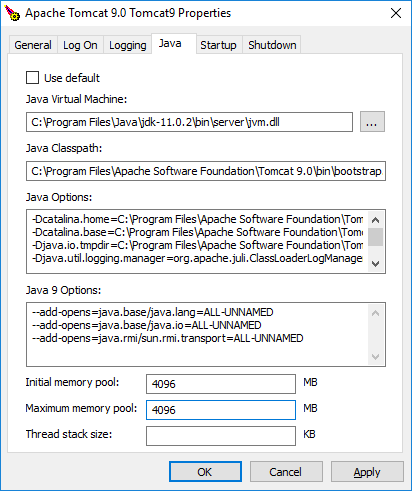 Apache Tomcat 9.0 Tomcat9 Properties
General Log On Logging Java Startup Shutdown
Use default
Java Virtual Machine:
C:\Program Files\Java\jdk-11.0.2\bin\server\jvm.dll
...
Java Classpath:
C:\Program Files\Apache Software Foundation\Tomcat 9.0\bin\bootstrap
Java Options:
-Dcatalina.home=C:\Program Files\Apache Software Foundation\Tom
-Dcatalina.base=C:\Program Files\Apache Software Foundation\Tom
-Djava.io.tmpdir=C:\Program Files\Apache Software Foundation\Tom
-Djava.util.logging.manager=org.apache.juli.ClassLoaderLogManage
Java 9 Options:
--add-opens=java.base/java.lang=ALL-UNNAMED
--add-opens=java.base/java.io=ALL-UNNAMED
--add-opens=java.rmi/sun.rmi.transport=ALL-UNNAMED
Initial memory pool: 4096 MB
Maximum memory pool: 4096 MB
Thread stack size: KB
OK Cancel Apply